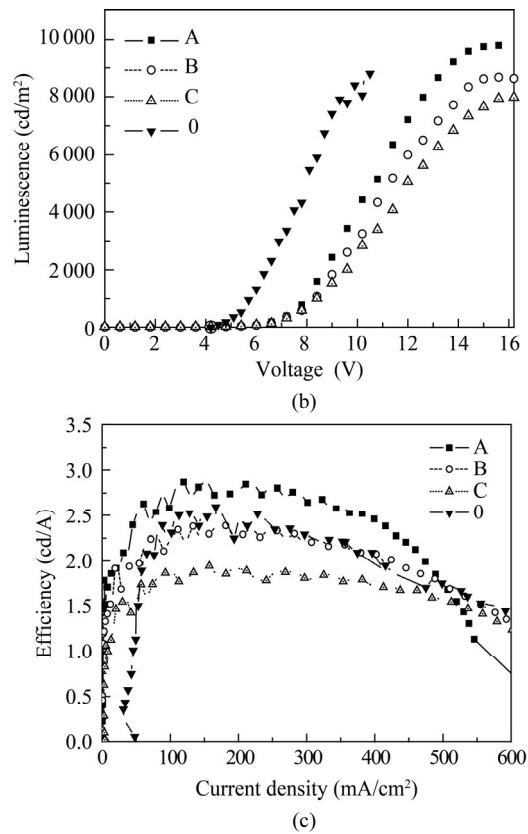 10 000
8 000
6 000
4 000
2 000
0
Luminescence (cd/m²)
A
B
C
0
0 2 4 6 8 10 12 14 16
Voltage (V)
(b)
3.5
3.0
2.5
2.0
1.5
1.0
0.5
0.0
Efficiency (cd/A)
A
B
C
0
0 100 200 300 400 500 600
Current density (mA/cm²)
(c)